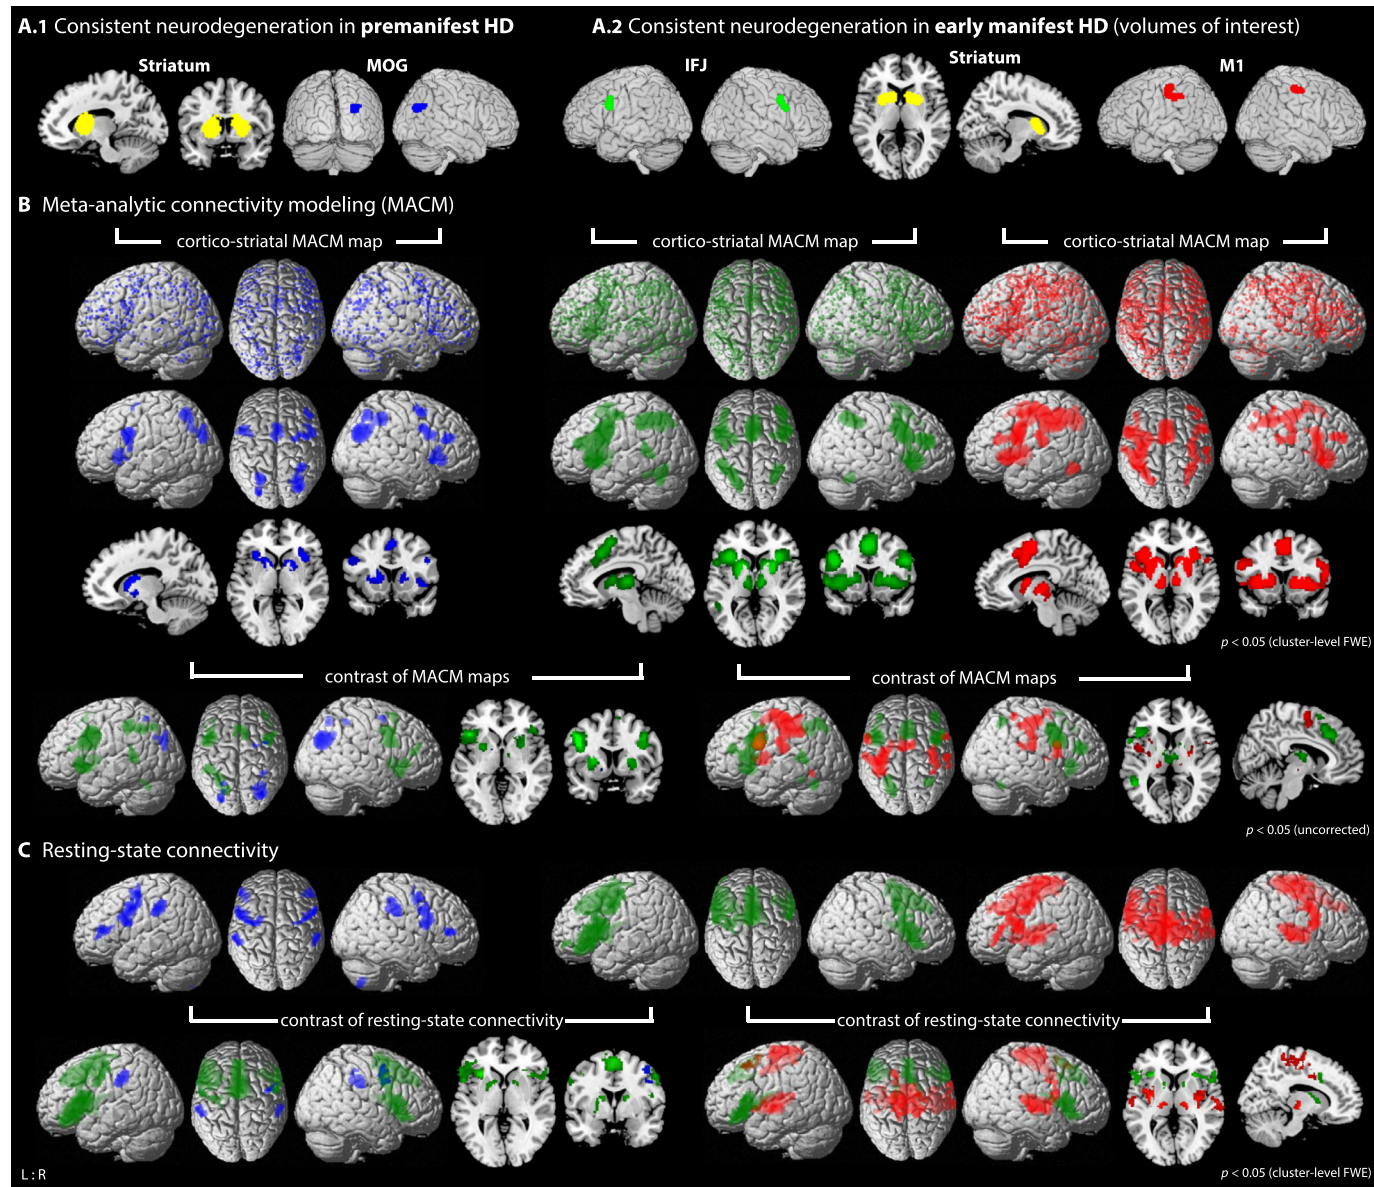 A.1 Consistent neurodegeneration in premanifest HD
A.2 Consistent neurodegeneration in early manifest HD (volumes of interest)
Striatum
MOG
IFJ
Striatum
M1
B Meta-analytic connectivity modeling (MACM)
cortico-striatal MACM map
cortico-striatal MACM map
cortico-striatal MACM map
p < 0.05 (cluster-level FWE)
contrast of MACM maps
contrast of MACM maps
p < 0.05 (uncorrected)
C Resting-state connectivity
contrast of resting-state connectivity
contrast of resting-state connectivity
L : R
p < 0.05 (cluster-level FWE)